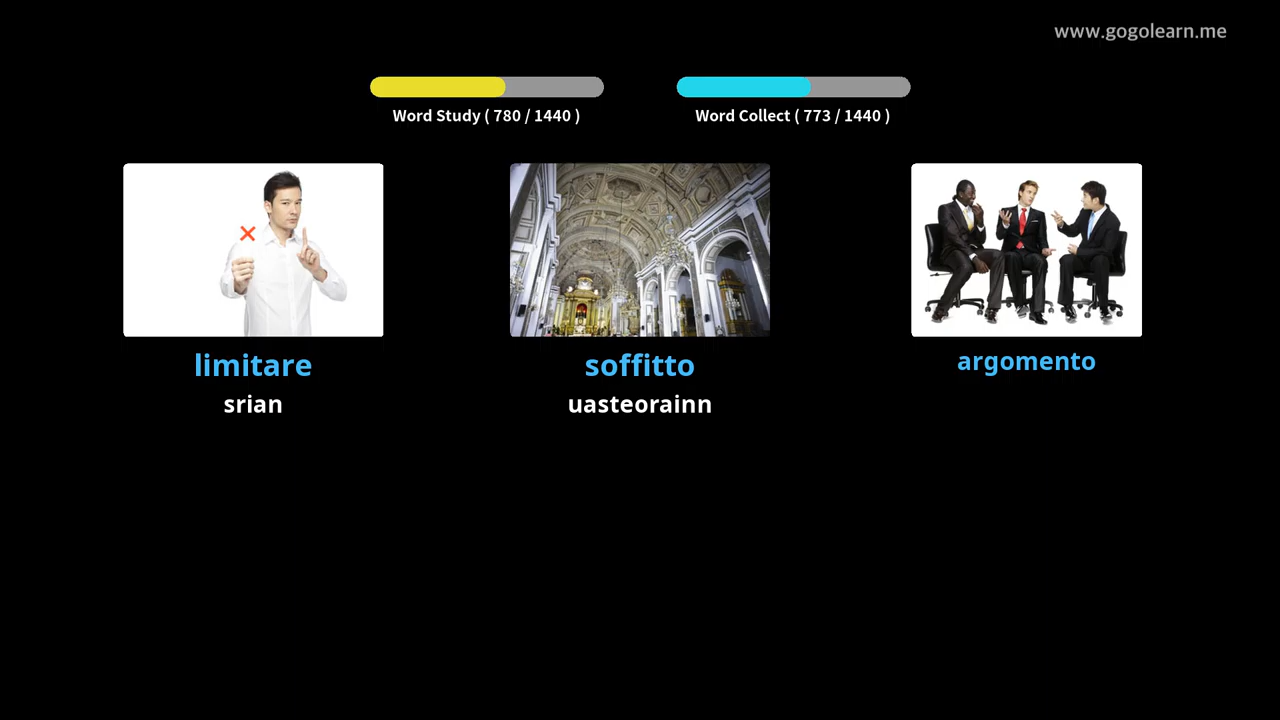 www.gogolearn.me
Word Study ( 780 / 1440 )
Word Collect ( 773 / 1440 )
limitare
soffitto
argomento
srian
uasteorainn